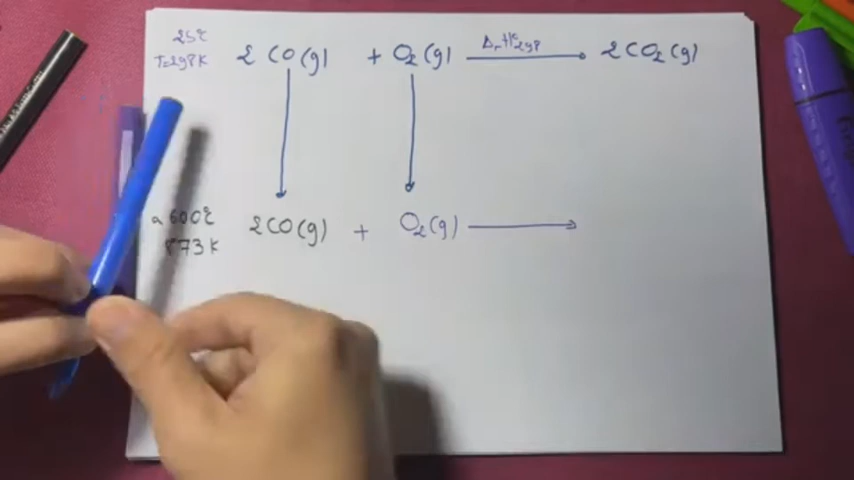 25°C
T=298K
2CO(g) + O₂(g) ⟶ 2CO₂(g)
ΔrH°298
a 600°C
873K
2CO(g) + O₂(g) ⟶